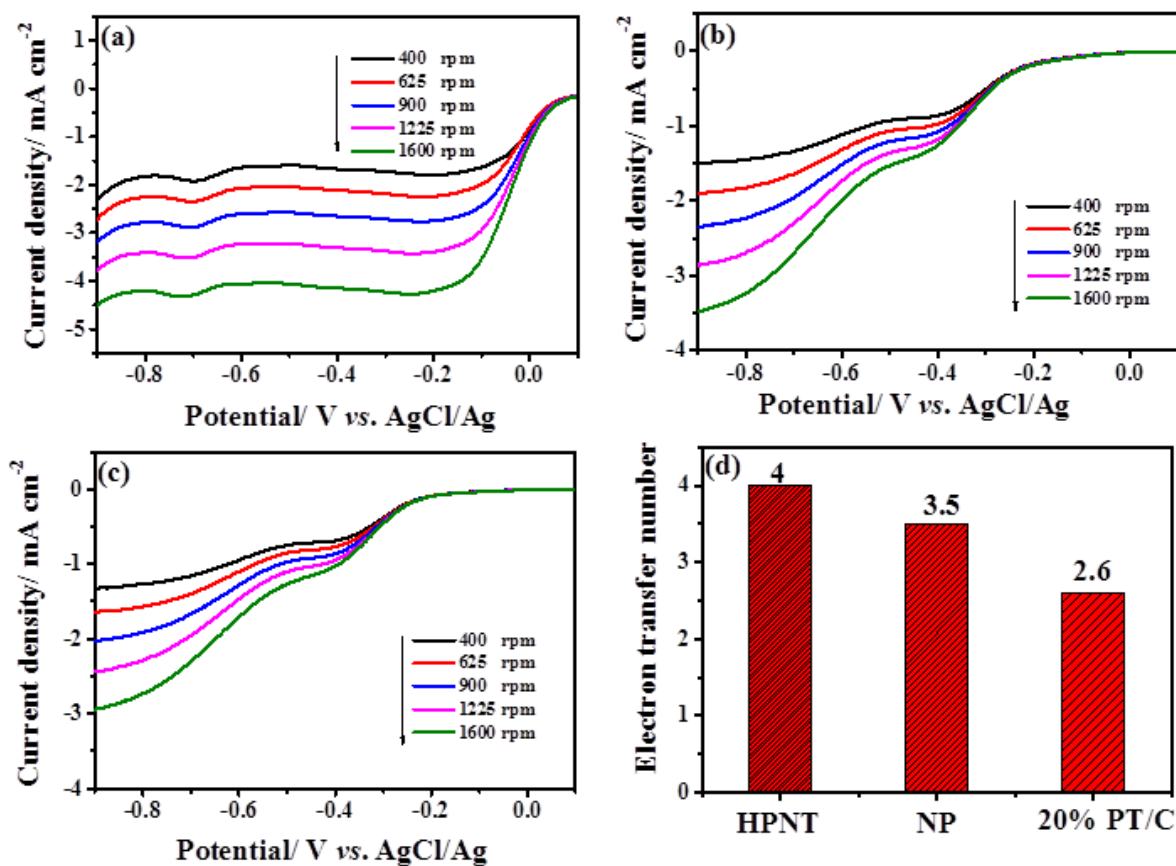 (a)
400 rpm
625 rpm
900 rpm
1225 rpm
1600 rpm
1
0
-1
-2
-3
-4
-5
-0.8 -0.6 -0.4 -0.2 0.0
Current density/ mA cm-2
Potential/ V vs. AgCl/Ag
(b)
0
-1
-2
-3
-4
400 rpm
625 rpm
900 rpm
1225 rpm
1600 rpm
-0.8 -0.6 -0.4 -0.2 0.0
Current density/ mA cm-2
Potential/ V vs. AgCl/Ag
(c)
0
-1
-2
-3
-4
400 rpm
625 rpm
900 rpm
1225 rpm
1600 rpm
-0.8 -0.6 -0.4 -0.2 0.0
Current density/ mA cm-2
Potential/ V vs. AgCl/Ag
(d)
4
3
2
1
0
4
3.5
2.6
HPNT NP 20% PT/C
Electron transfer number